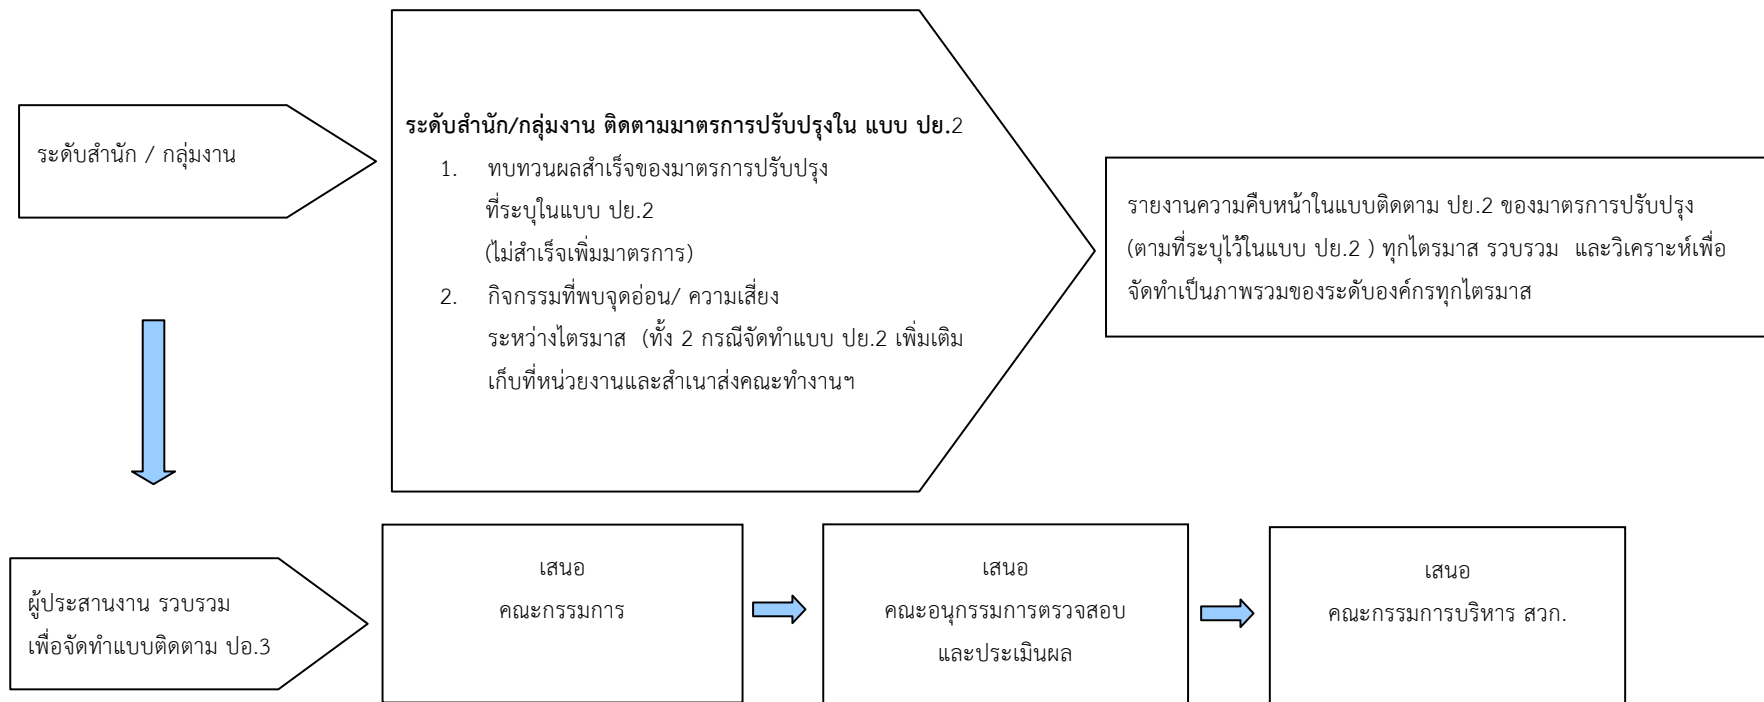 ระดับสำนัก / กลุ่มงาน
ระดับสำนัก/กลุ่มงาน ติดตามมาตรการปรับปรุงใน แบบ ปย.2
1. ทบทวนผลสำเร็จของมาตรการปรับปรุง
ที่ระบุในแบบ ปย.2
(ไม่สำเร็จเพิ่มมาตรการ)
2. กิจกรรมที่พบจุดอ่อน/ ความเสี่ยง
ระหว่างไตรมาส (ทั้ง 2 กรณีจัดทำแบบ ปย.2 เพิ่มเติม
เก็บที่หน่วยงานและสำเนาส่งคณะทำงานฯ
รายงานความคืบหน้าในแบบติดตาม ปย.2 ของมาตรการปรับปรุง
(ตามที่ระบุไว้ในแบบ ปย.2 ) ทุกไตรมาส รวบรวม และวิเคราะห์เพื่อ
จัดทำเป็นภาพรวมของระดับองค์กรทุกไตรมาส
ผู้ประสานงาน รวบรวม
เพื่อจัดทำแบบติดตาม ปอ.3
เสนอ
คณะกรรมการ
เสนอ
คณะอนุกรรมการตรวจสอบ
และประเมินผล
เสนอ
คณะกรรมการบริหาร สวก.